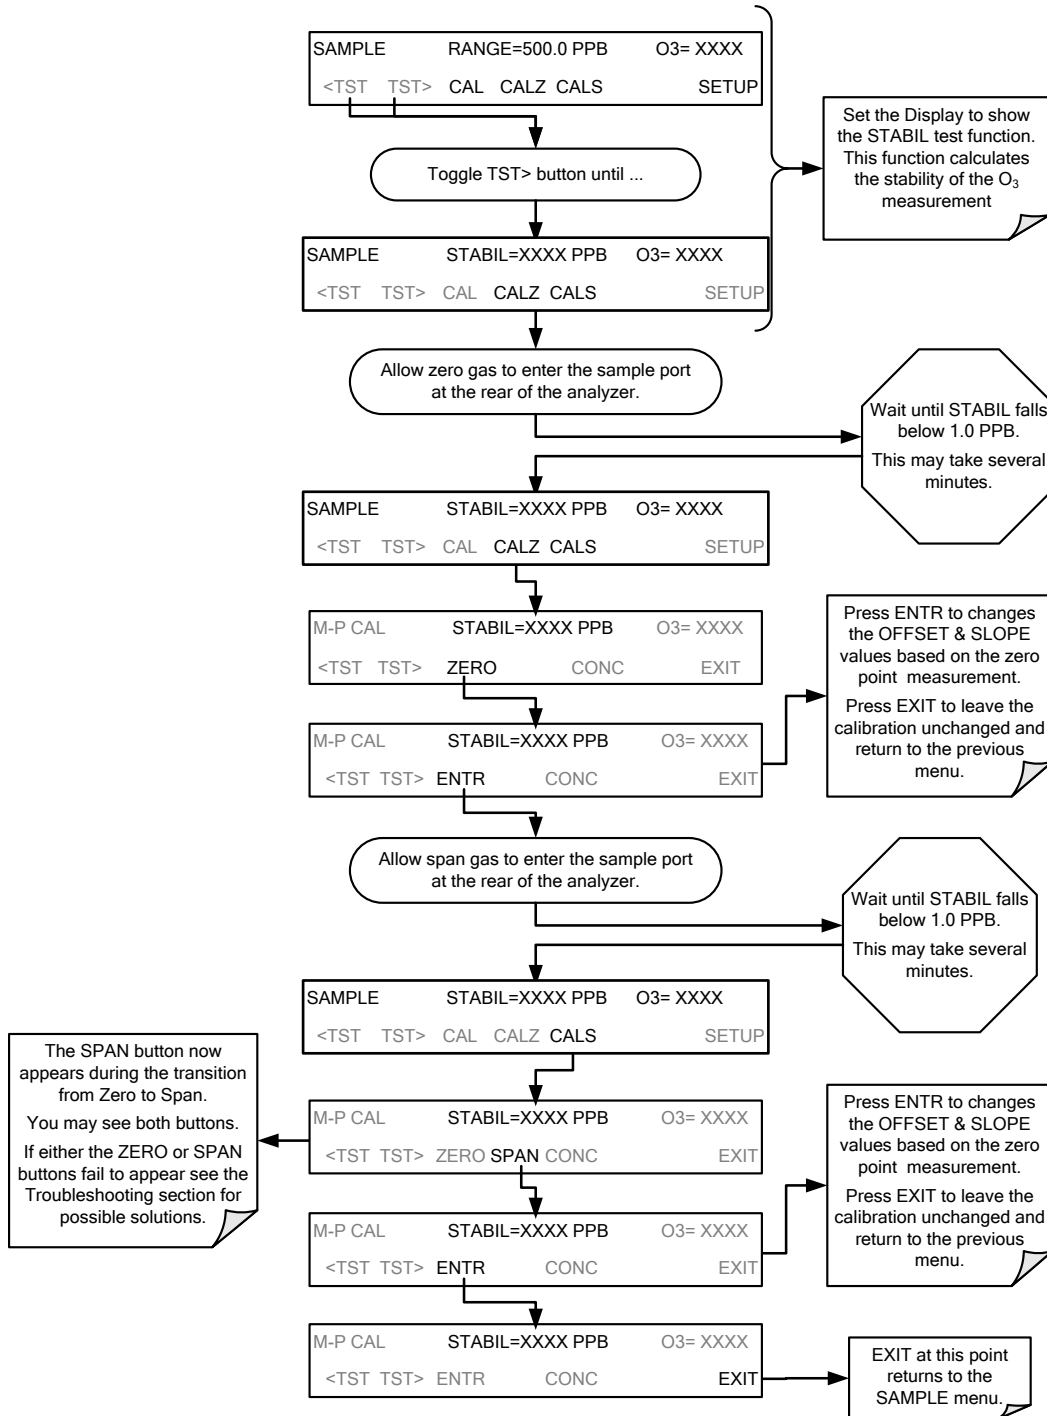 SAMPLE RANGE=500.0 PPB O3= XXXX
<TST TST> CAL CALZ CALS SETUP
Set the Display to show
the STABIL test function.
This function calculates
the stability of the O3
measurement
Toggle TST> button until ...
SAMPLE STABIL=XXXX PPB O3= XXXX
<TST TST> CAL CALZ CALS SETUP
Allow zero gas to enter the sample port
at the rear of the analyzer.
Wait until STABIL falls
below 1.0 PPB.
This may take several
minutes.
SAMPLE STABIL=XXXX PPB O3= XXXX
<TST TST> CAL CALZ CALS SETUP
M-P CAL STABIL=XXXX PPB O3= XXXX
<TST TST> ZERO CONC EXIT
Press ENTR to changes
the OFFSET & SLOPE
values based on the zero
point measurement.
Press EXIT to leave the
calibration unchanged and
return to the previous
menu.
M-P CAL STABIL=XXXX PPB O3= XXXX
<TST TST> ENTR CONC EXIT
Allow span gas to enter the sample port
at the rear of the analyzer.
Wait until STABIL falls
below 1.0 PPB.
This may take several
minutes.
SAMPLE STABIL=XXXX PPB O3= XXXX
<TST TST> CAL CALZ CALS SETUP
The SPAN button now
appears during the transition
from Zero to Span.
You may see both buttons.
If either the ZERO or SPAN
buttons fail to appear see the
Troubleshooting section for
possible solutions.
M-P CAL STABIL=XXXX PPB O3= XXXX
<TST TST> ZERO SPAN CONC EXIT
Press ENTR to changes
the OFFSET & SLOPE
values based on the zero
point measurement.
Press EXIT to leave the
calibration unchanged and
return to the previous
menu.
M-P CAL STABIL=XXXX PPB O3= XXXX
<TST TST> ENTR CONC EXIT
M-P CAL STABIL=XXXX PPB O3= XXXX
<TST TST> ENTR CONC EXIT
EXIT at this point
returns to the
SAMPLE menu.